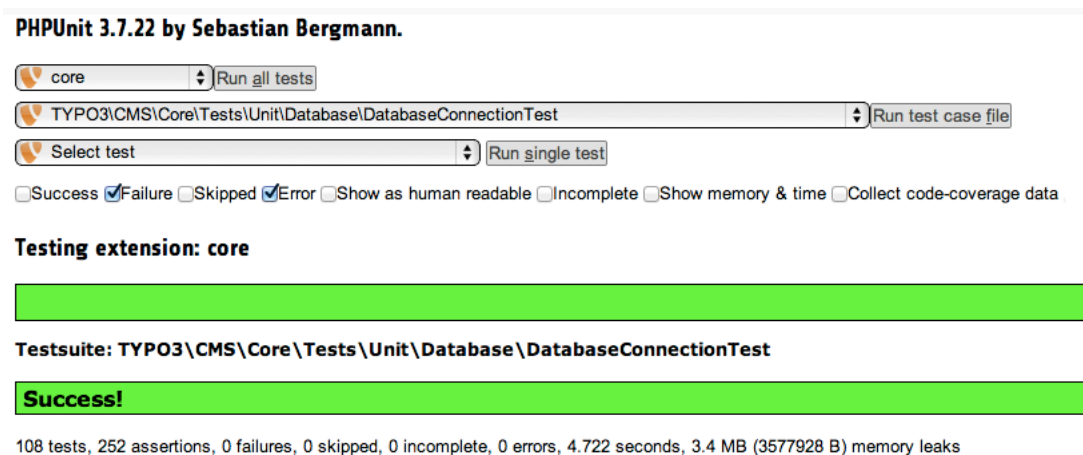 PHPUnit 3.7.22 by Sebastian Bergmann.
core Run all tests
TYPO3\CMS\Core\Tests\Unit\Database\DatabaseConnectionTest Run test case file
Select test Run single test
Success Failure Skipped Error Show as human readable Incomplete Show memory & time Collect code-coverage data
Testing extension: core
Testsuite: TYPO3\CMS\Core\Tests\Unit\Database\DatabaseConnectionTest
Success!
108 tests, 252 assertions, 0 failures, 0 skipped, 0 incomplete, 0 errors, 4.722 seconds, 3.4 MB (3577928 B) memory leaks